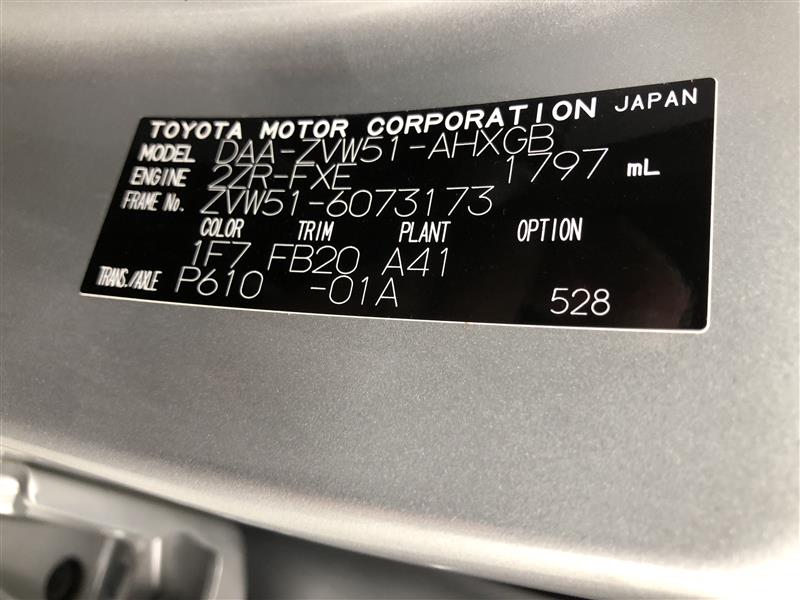 TOYOTA MOTOR CORPORATION JAPAN
MODEL DAA-ZVW51-AHXGB
ENGINE 2ZR-FXE 1797 mL
FRAME No. ZVW51-6073173
COLOR TRIM PLANT OPTION
1F7 FB20 A41
TRANS./AXLE P610 -01A 528